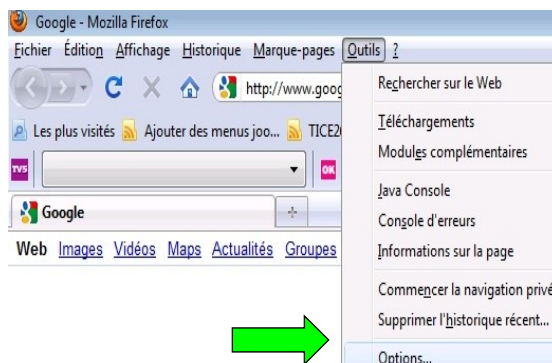 Google - Mozilla Firefox
Fichier Édition Affichage Historique Marque-pages Outils ?
http://www.goog
Rechercher sur le Web
Les plus visités Ajouter des menus joo... TICE2
Téléchargements
Modules complémentaires
TV5 OK
Java Console
Google
Console d'erreurs
Web Images Vidéos Maps Actualités Groupes
Informations sur la page
Commencer la navigation privé
Supprimer l'historique récent...
Options...